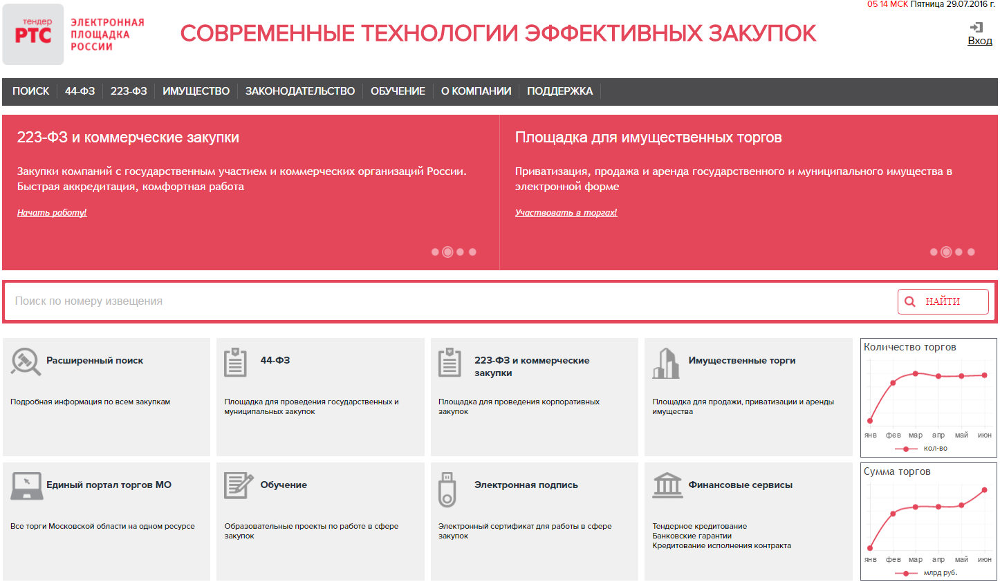 05 14 МСК Пятница 29.07.2016 г.
тендер
РТС
ЭЛЕКТРОННАЯ
ПЛОЩАДКА
РОССИИ
СОВРЕМЕННЫЕ ТЕХНОЛОГИИ ЭФФЕКТИВНЫХ ЗАКУПОК
Вход
ПОИСК 44-ФЗ 223-ФЗ ИМУЩЕСТВО ЗАКОНОДАТЕЛЬСТВО ОБУЧЕНИЕ О КОМПАНИИ ПОДДЕРЖКА
223-ФЗ и коммерческие закупки
Закупки компаний с государственным участием и коммерческих организаций России.
Быстрая аккредитация, комфортная работа
Начать работу!
Площадка для имущественных торгов
Приватизация, продажа и аренда государственного и муниципального имущества в
электронной форме
Участвовать в торгах!
Поиск по номеру извещения
НАЙТИ
Расширенный поиск
Подробная информация по всем закупкам
44-ФЗ
Площадка для проведения государственных и
муниципальных закупок
223-ФЗ и коммерческие
закупки
Площадка для проведения корпоративных
закупок
Имущественные торги
Площадка для продажи, приватизации и аренды
имущества
Количество торгов
янв фев мар апр май июн
кол-во
Единый портал торгов МО
Все торги Московской области на одном ресурсе
Обучение
Образовательные проекты по работе в сфере
закупок
Электронная подпись
Электронный сертификат для работы в сфере
закупок
Финансовые сервисы
Тендерное кредитование
Банковские гарантии
Кредитование исполнения контракта
Сумма торгов
янв фев мар апр май июн
млрд руб.